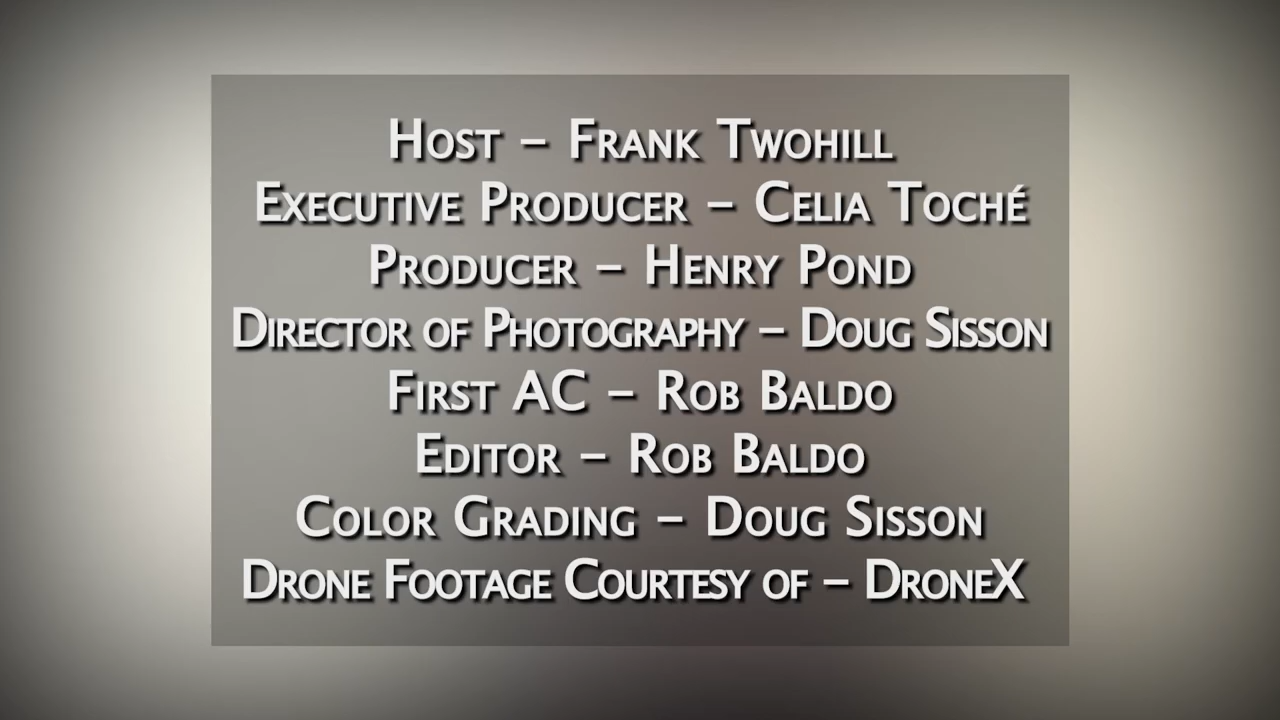 Host – Frank Twohill
Executive Producer – Celia Toché
Producer – Henry Pond
Director of Photography – Doug Sisson
First AC – Rob Baldo
Editor – Rob Baldo
Color Grading – Doug Sisson
Drone Footage Courtesy of – DroneX